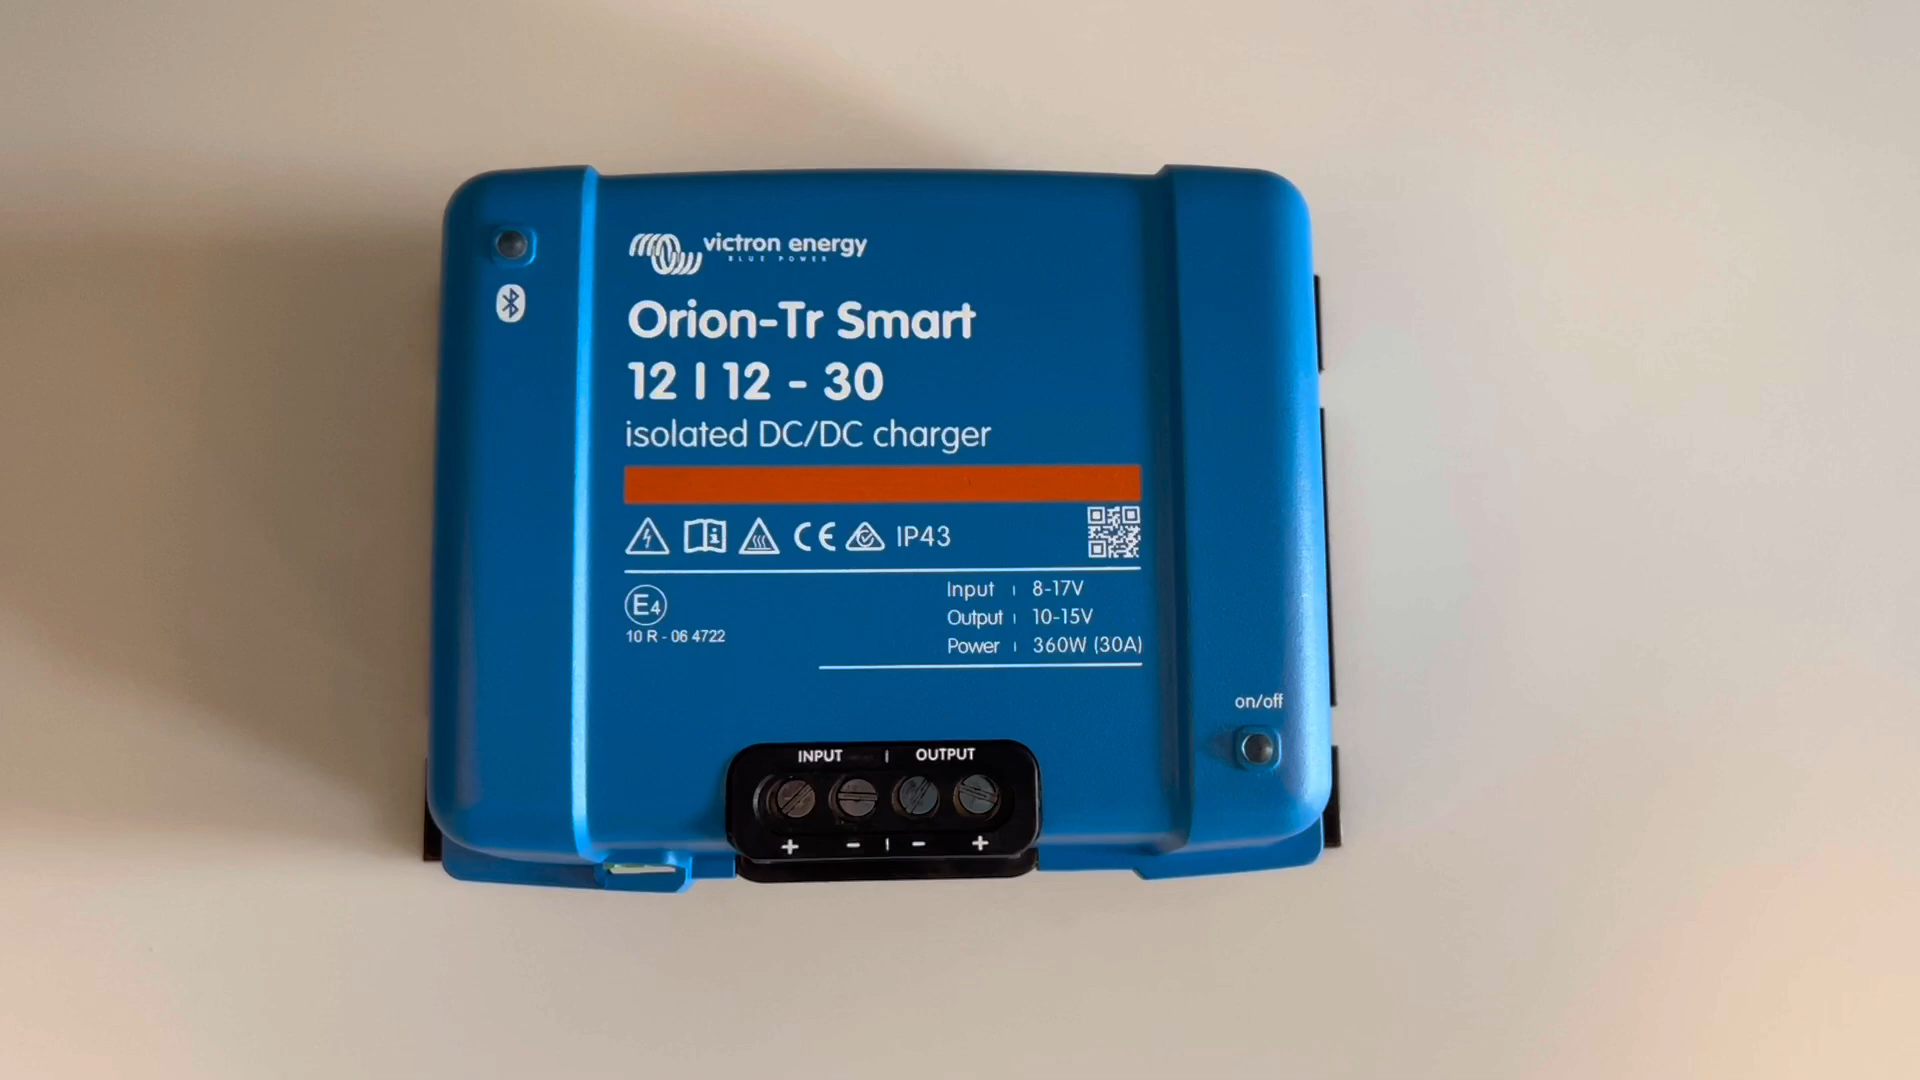 victron energy
BLUE POWER
Orion-Tr Smart
12 | 12 - 30
isolated DC/DC charger
CE IP43
E4
10 R - 06 4722
Input | 8-17V
Output | 10-15V
Power | 360W (30A)
on/off
INPUT | OUTPUT
+ - | - +